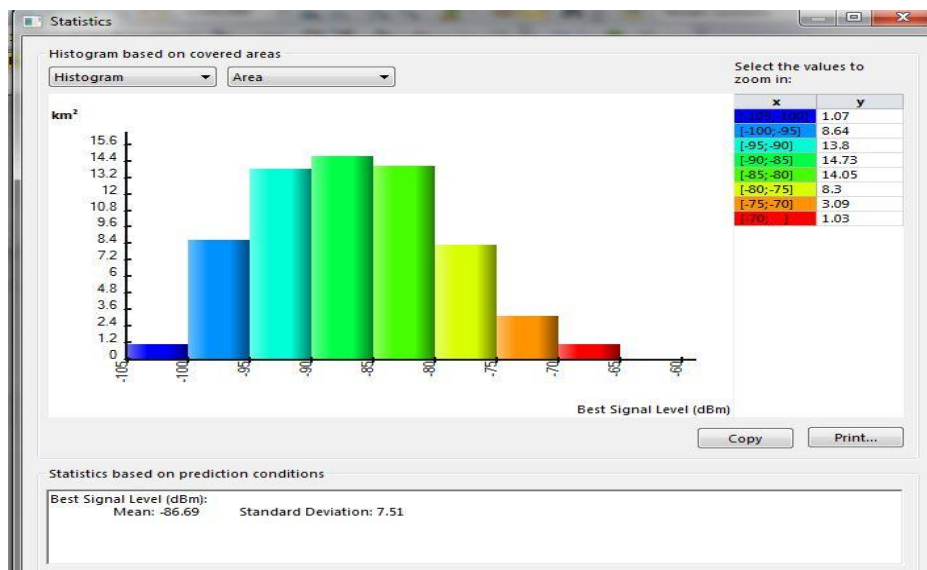 Statistics
Histogram based on covered areas
Histogram
Area
Select the values to
zoom in:
km²
15.6
14.4
13.2
12
10.8
9.6
8.4
7.2
6
4.8
3.6
2.4
1.2
0
-105
-100
-95
-90
-85
-80
-75
-70
-65
-60
Best Signal Level (dBm)
x y
[-105;-100] 1.07
[-100;-95] 8.64
[-95;-90] 13.8
[-90;-85] 14.73
[-85;-80] 14.05
[-80;-75] 8.3
[-75;-70] 3.09
[-70; ] 1.03
Copy
Print...
Statistics based on prediction conditions
Best Signal Level (dBm):
Mean: -86.69 Standard Deviation: 7.51